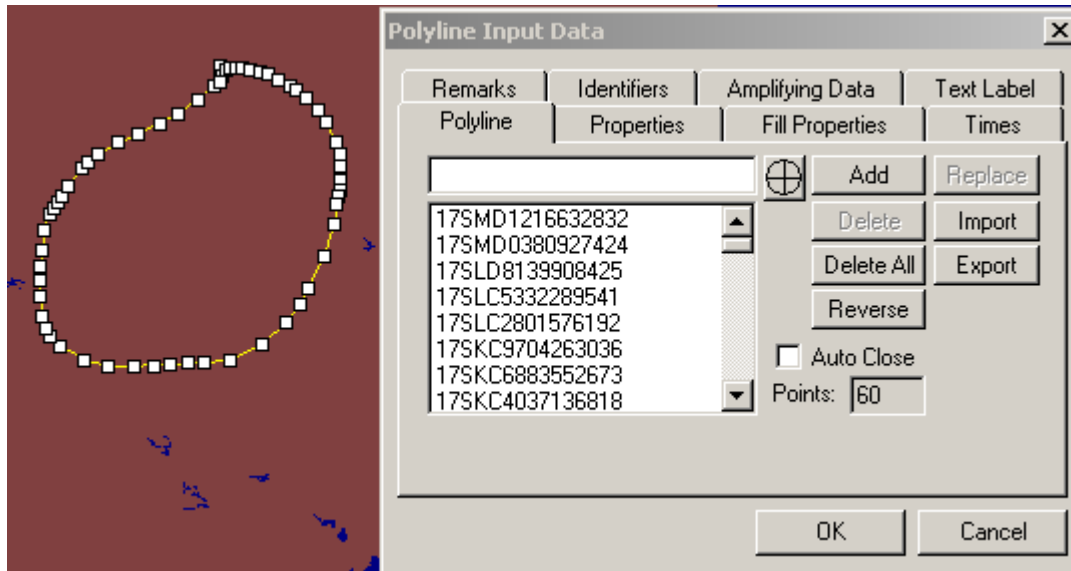 Polyline Input Data
Remarks Identifiers Amplifying Data Text Label
Polyline Properties Fill Properties Times
Add Replace
17SMD1216632832
17SMD0380927424
17SLD8139908425
17SLC5332289541
17SLC2801576192
17SKC9704263036
17SKC6883552673
17SKC4037136818
Delete Import
Delete All Export
Reverse
Auto Close
Points: 60
OK Cancel